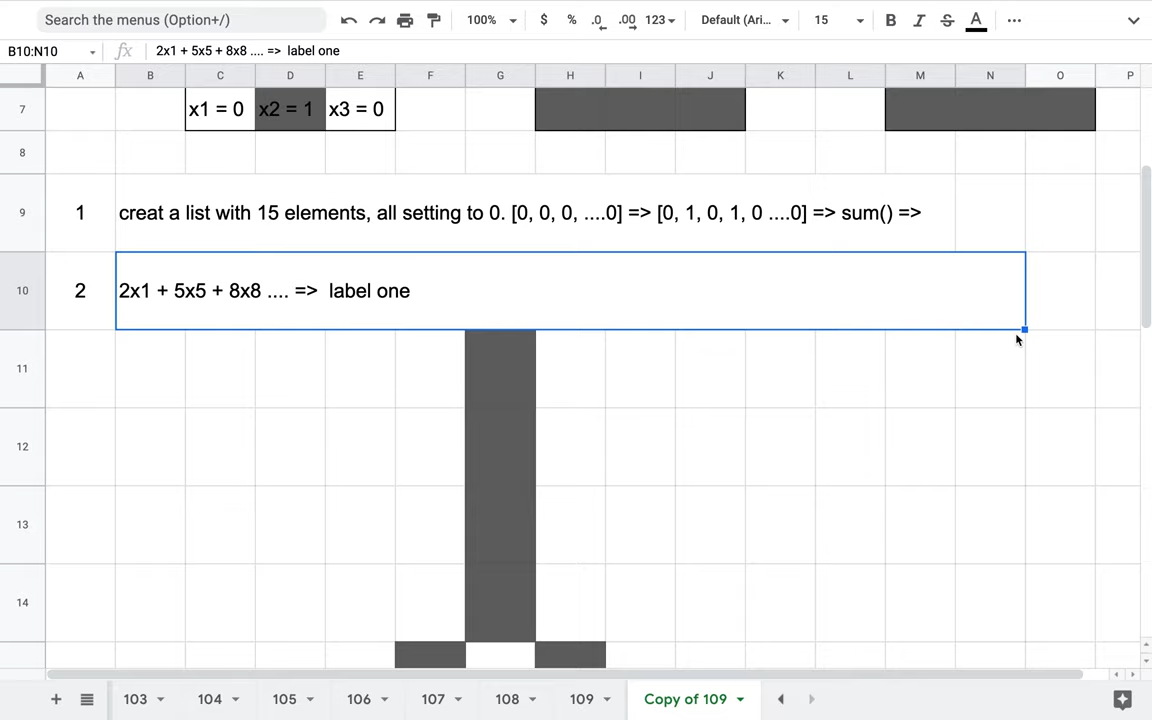 Search the menus (Option+/) 100% $ % .0 .00 123 Default (Ari... 15 B I S A ...
B10:N10 fx 2x1 + 5x5 + 8x8 .... => label one
A B C D E F G H I J K L M N O P
7 x1 = 0 x2 = 1 x3 = 0
8
9 1 creat a list with 15 elements, all setting to 0. [0, 0, 0, ....0] => [0, 1, 0, 1, 0 ....0] => sum() =>
10 2 2x1 + 5x5 + 8x8 .... => label one
11
12
13
14
+ 103 104 105 106 107 108 109 Copy of 109